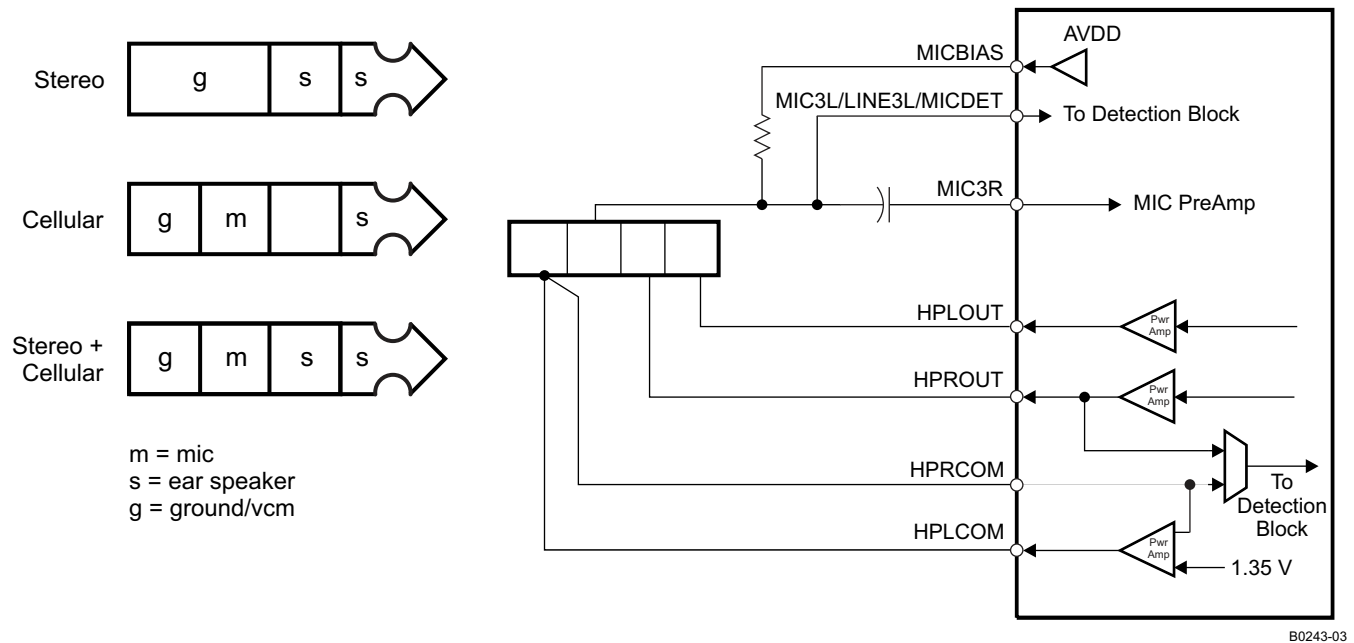 Stereo
g s s
Cellular
g m s
Stereo +
Cellular
g m s s
m = mic
s = ear speaker
g = ground/vcm
AVDD
MICBIAS
MIC3L/LINE3L/MICDET
To Detection Block
MIC3R
MIC PreAmp
HPLOUT
Pwr
Amp
HPROUT
Pwr
Amp
HPRCOM
To
Detection
Block
HPLCOM
Pwr
Amp
1.35 V
B0243-03